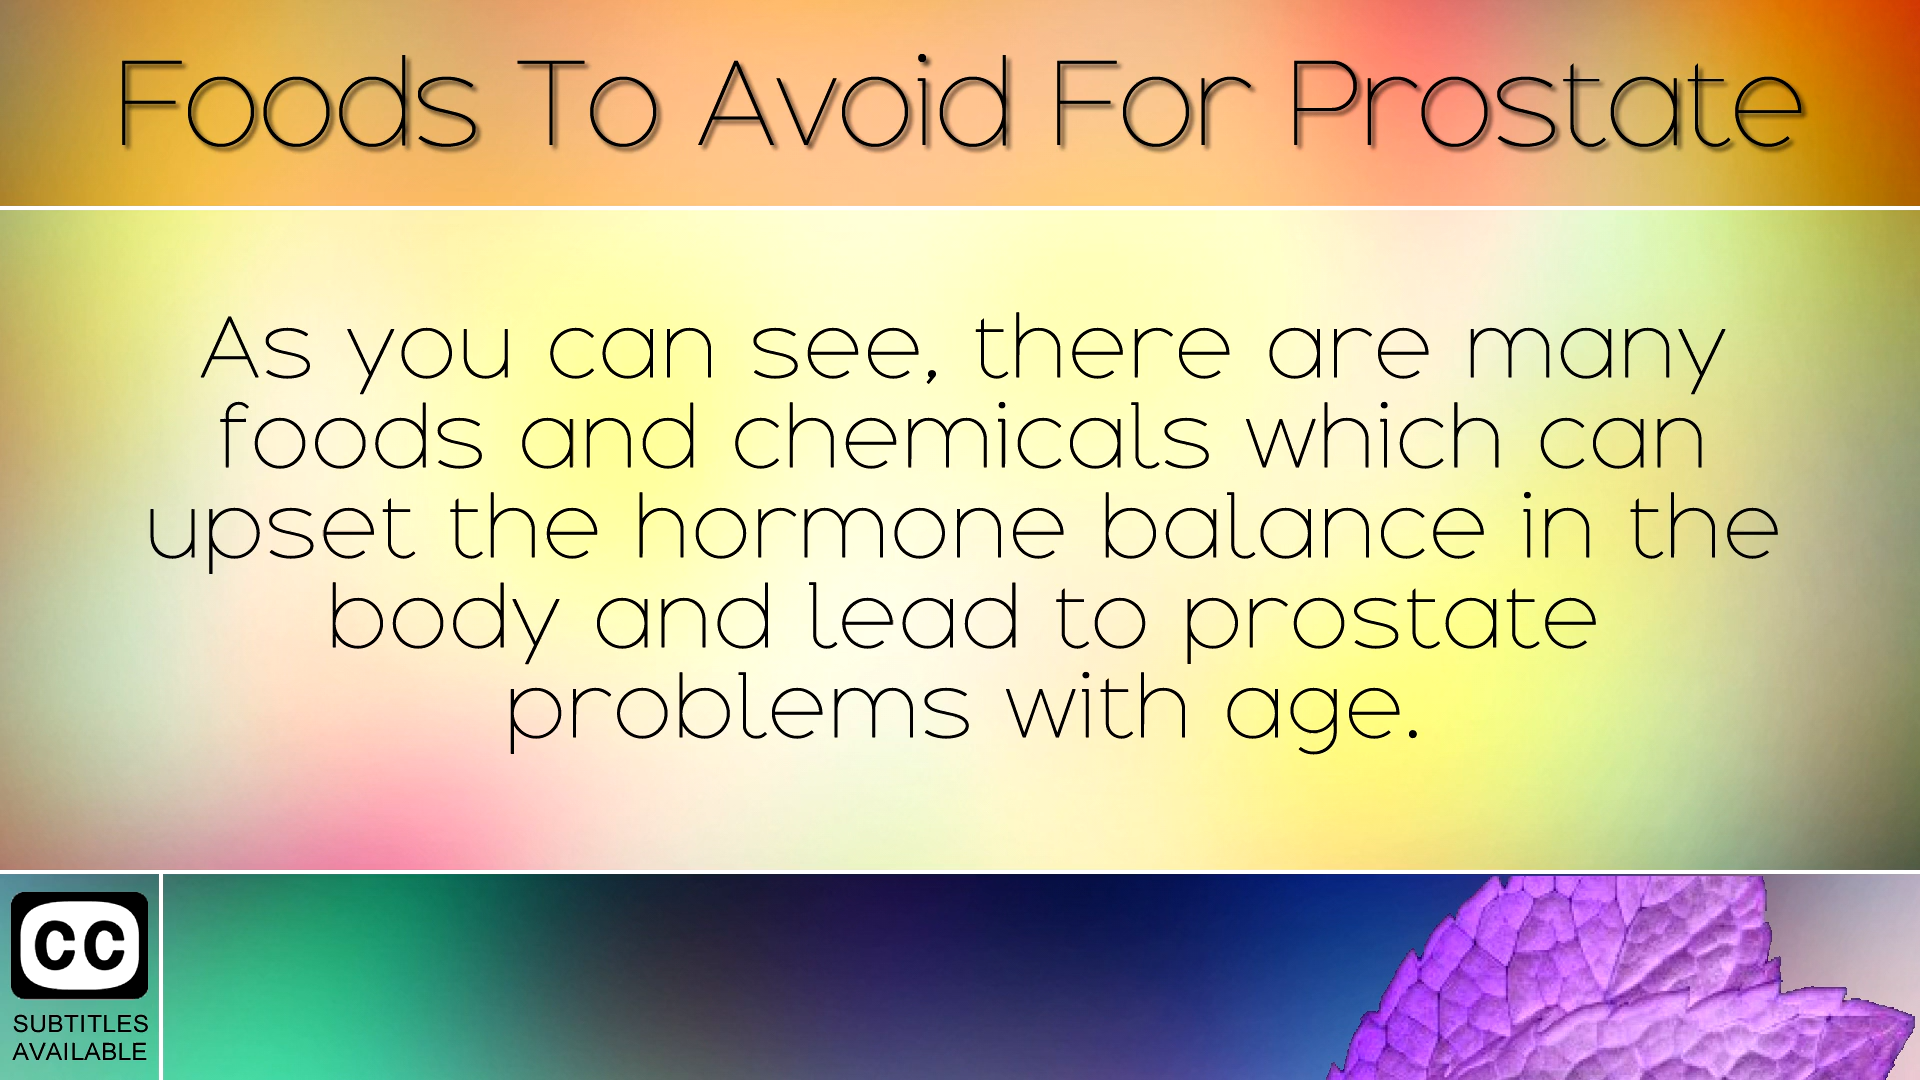 Foods To Avoid For Prostate
As you can see, there are many
foods and chemicals which can
upset the hormone balance in the
body and lead to prostate
problems with age.
CC
SUBTITLES
AVAILABLE